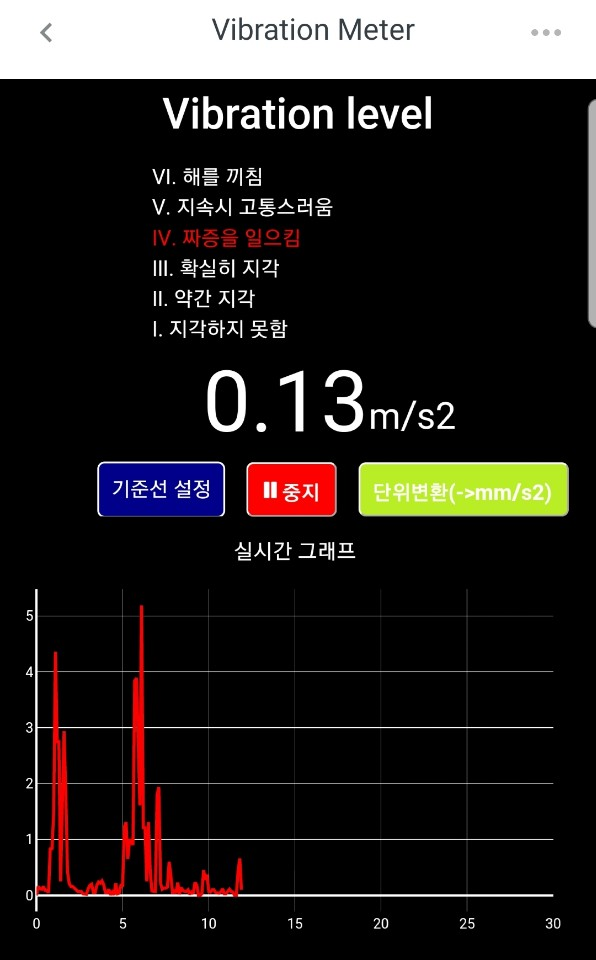 Vibration Meter
Vibration level
VI. 해를 끼침
V. 지속시 고통스러움
IV. 짜증을 일으킴
III. 확실히 지각
II. 약간 지각
I. 지각하지 못함
0.13m/s2
기준선 설정
중지
단위변환(->mm/s2)
실시간 그래프
5
4
3
2
1
0
0 5 10 15 20 25 30